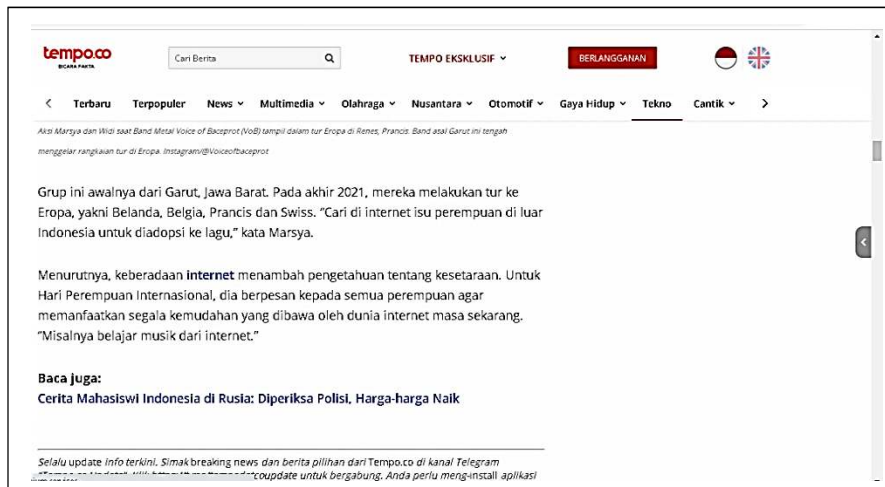 tempo.co
BICARA FAKTA
Cari Berita
TEMPO EKSKLUSIF
BERLANGGANAN
Terbaru Terpopuler News Multimedia Olahraga Nusantara Otomotif Gaya Hidup Tekno Cantik
Aksi Marsya dan Widi saat Band Metal Voice of Baceprot (VoB) tampil dalam tur Eropa di Renes, Prancis. Band asal Garut ini tengah
menggelar rangkaian tur di Eropa. Instagram/@Voiceofbaceprot
Grup ini awalnya dari Garut, Jawa Barat. Pada akhir 2021, mereka melakukan tur ke
Eropa, yakni Belanda, Belgia, Prancis dan Swiss. “Cari di internet isu perempuan di luar
Indonesia untuk diadopsi ke lagu,” kata Marsya.
Menurutnya, keberadaan internet menambah pengetahuan tentang kesetaraan. Untuk
Hari Perempuan Internasional, dia berpesan kepada semua perempuan agar
memanfaatkan segala kemudahan yang dibawa oleh dunia internet masa sekarang.
“Misalnya belajar musik dari internet.”
Baca juga:
Cerita Mahasiswi Indonesia di Rusia: Diperiksa Polisi, Harga-harga Naik
Selalu update info terkini. Simak breaking news dan berita pilihan dari Tempo.co di kanal Telegram
untuk bergabung. Anda perlu meng-install aplikasi